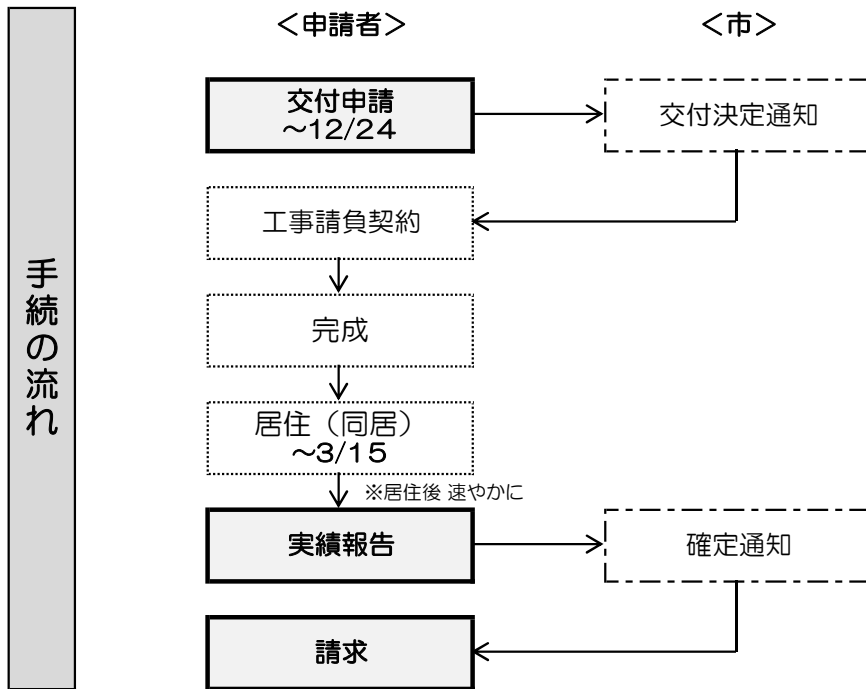 手続の流れ
＜申請者＞
＜市＞
交付申請
～12/24
交付決定通知
工事請負契約
完成
居住（同居）
～3/15
※居住後 速やかに
実績報告
確定通知
請求